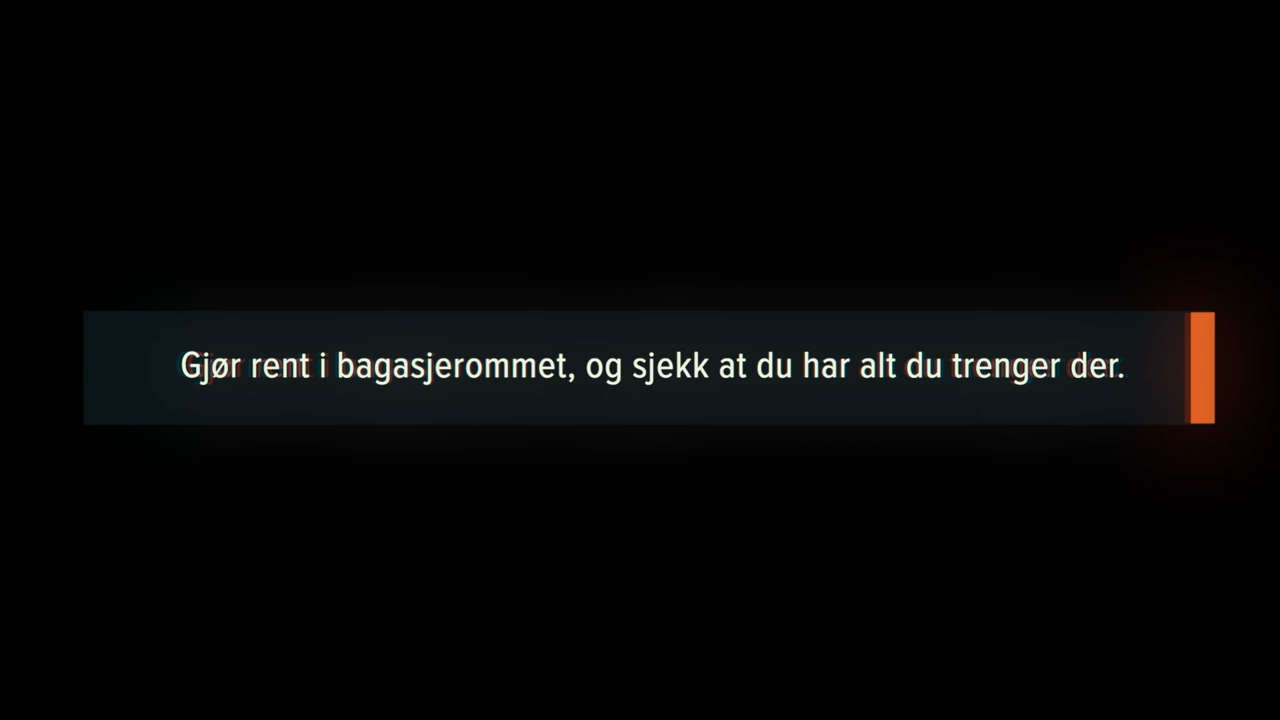 Gjør rent i bagasjerommet, og sjekk at du har alt du trenger der.